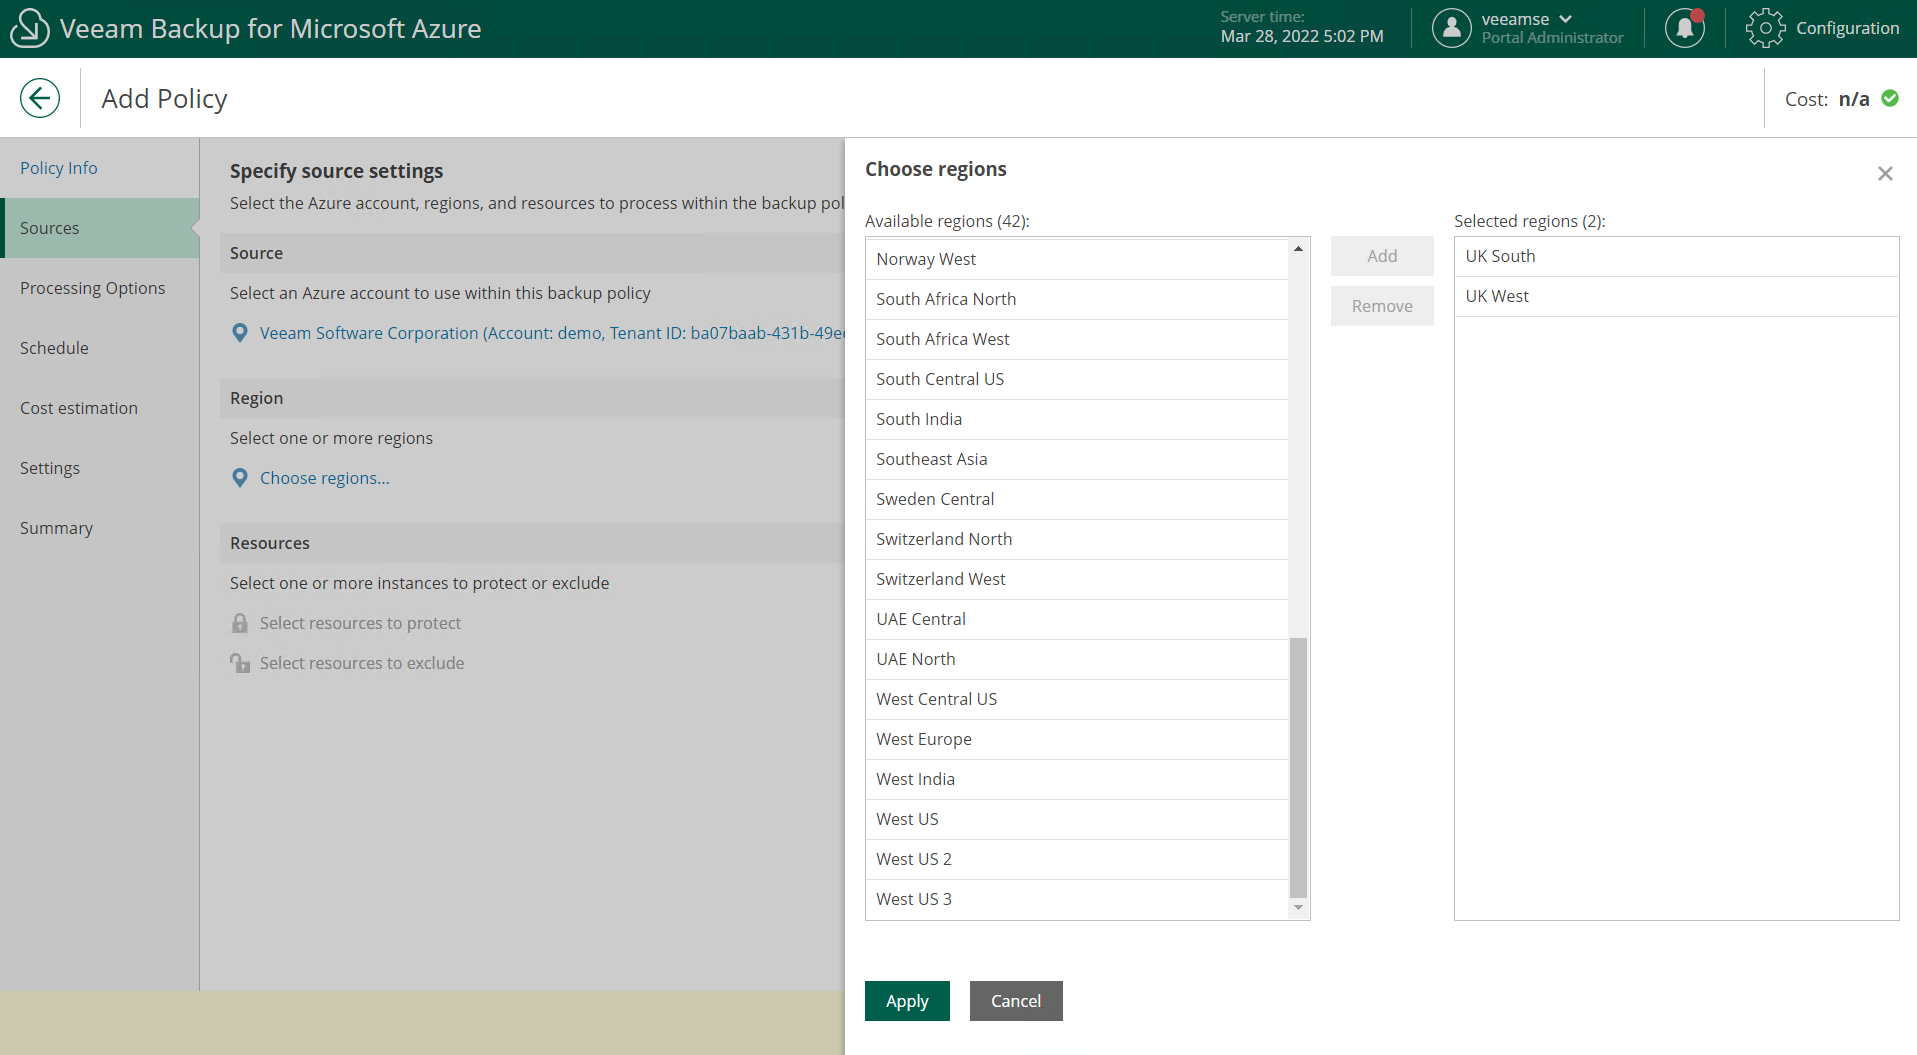 Veeam Backup for Microsoft Azure
Server time:
Mar 28, 2022 5:02 PM
veeamse
Portal Administrator
Configuration
Add Policy
Cost: n/a
Policy Info
Sources
Processing Options
Schedule
Cost estimation
Settings
Summary
Specify source settings
Select the Azure account, regions, and resources to process within the backup pol
Source
Select an Azure account to use within this backup policy
Veeam Software Corporation (Account: demo, Tenant ID: ba07baab-431b-49e
Region
Select one or more regions
Choose regions...
Resources
Select one or more instances to protect or exclude
Select resources to protect
Select resources to exclude
Choose regions
Available regions (42):
Norway West
South Africa North
South Africa West
South Central US
South India
Southeast Asia
Sweden Central
Switzerland North
Switzerland West
UAE Central
UAE North
West Central US
West Europe
West India
West US
West US 2
West US 3
Add
Remove
Selected regions (2):
UK South
UK West
Apply
Cancel